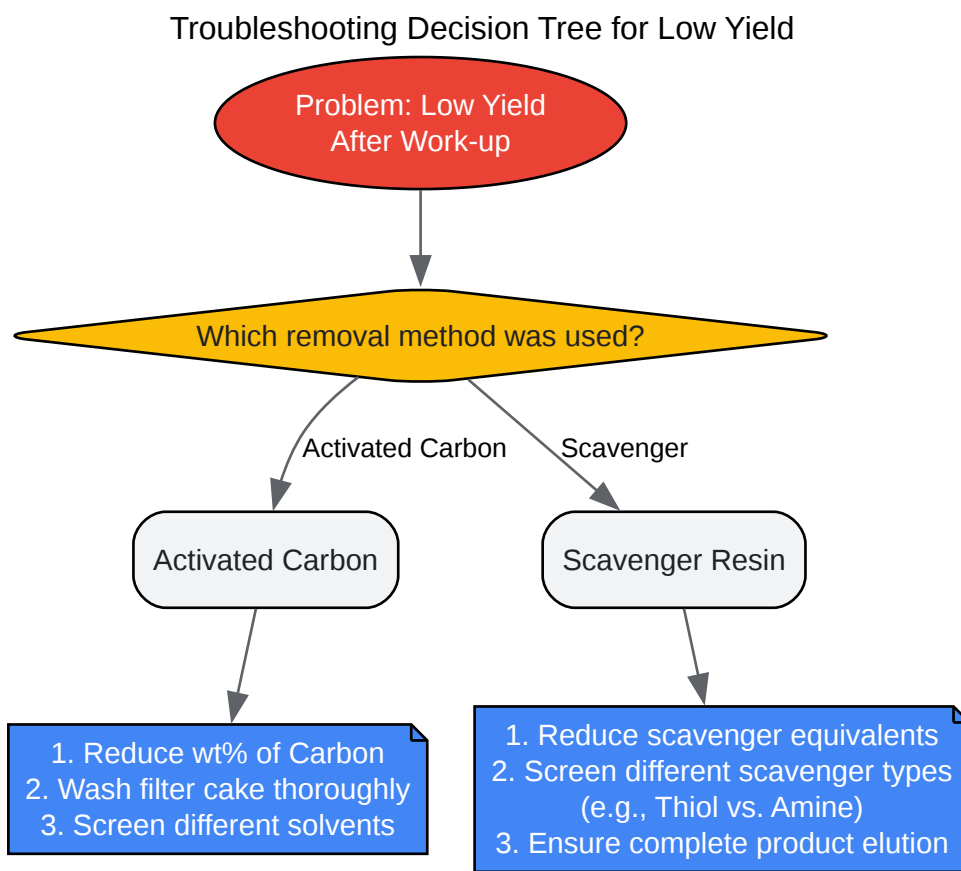 Troubleshooting Decision Tree for Low Yield
Problem: Low Yield
After Work-up
Which removal method was used?
Activated Carbon
Scavenger
Activated Carbon
Scavenger Resin
1. Reduce wt% of Carbon
2. Wash filter cake thoroughly
3. Screen different solvents
1. Reduce scavenger equivalents
2. Screen different scavenger types
(e.g., Thiol vs. Amine)
3. Ensure complete product elution